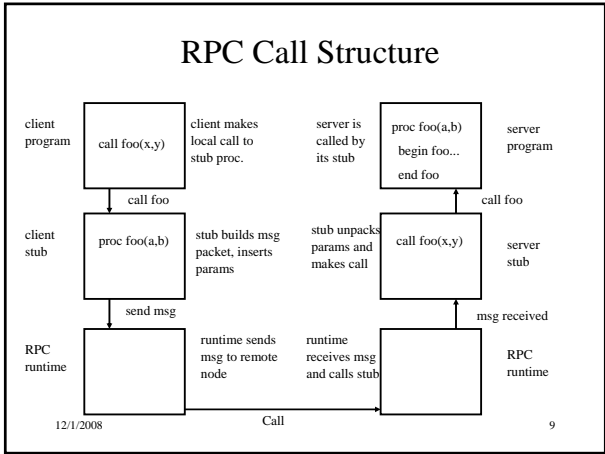 RPC Call Structure
client
program
call foo(x,y)
client makes
local call to
stub proc.
server is
called by
its stub
proc foo(a,b)
begin foo...
end foo
server
program
call foo
call foo
client
stub
proc foo(a,b)
stub builds msg
packet, inserts
params
stub unpacks
params and
makes call
call foo(x,y)
server
stub
send msg
msg received
RPC
runtime
runtime sends
msg to remote
node
runtime
receives msg
and calls stub
RPC
runtime
Call
12/1/2008
9